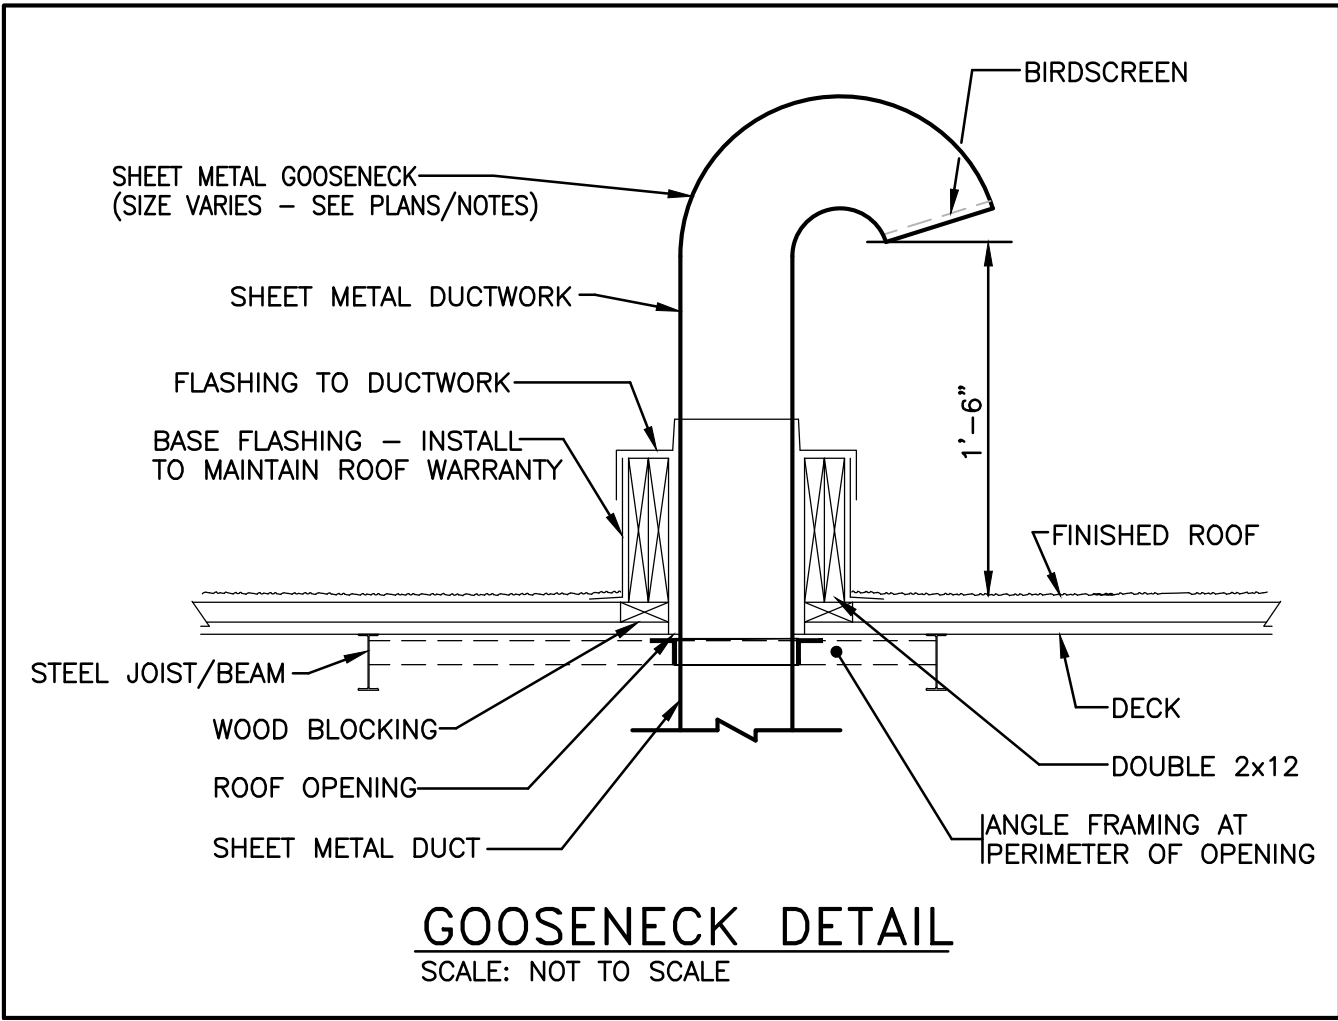 BIRDSCREEN
SHEET METAL GOOSENECK
(SIZE VARIES – SEE PLANS/NOTES)
SHEET METAL DUCTWORK
FLASHING TO DUCTWORK
BASE FLASHING – INSTALL
TO MAINTAIN ROOF WARRANTY
1'-6"
FINISHED ROOF
STEEL JOIST/BEAM
DECK
WOOD BLOCKING
DOUBLE 2x12
ROOF OPENING
ANGLE FRAMING AT
PERIMETER OF OPENING
SHEET METAL DUCT
GOOSENECK DETAIL
SCALE: NOT TO SCALE